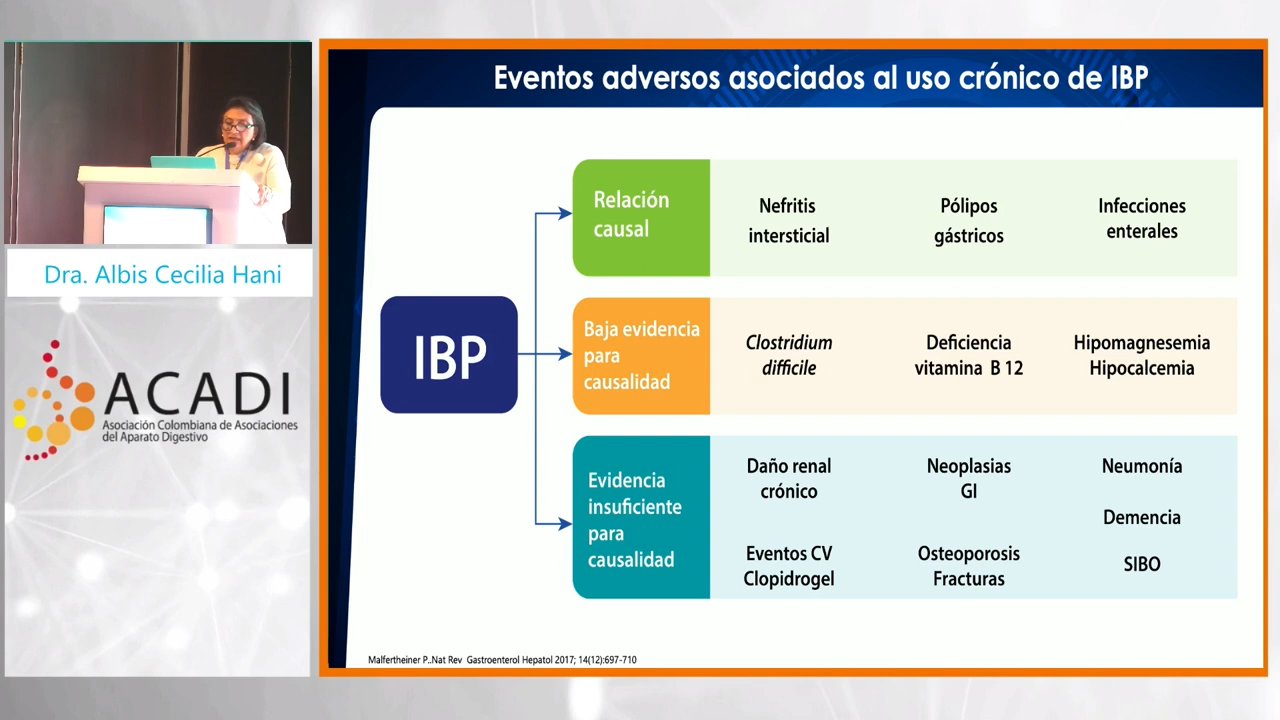 Eventos adversos asociados al uso crónico de IBP
Dra. Albis Cecilia Hani
ACADI
Asociación Colombiana de Asociaciones
del Aparato Digestivo
IBP
Relación
causal
Nefritis
intersticial
Pólipos
gástricos
Infecciones
enterales
Baja evidencia
para
causalidad
Clostridium
difficile
Deficiencia
vitamina B 12
Hipomagnesemia
Hipocalcemia
Evidencia
insuficiente
para
causalidad
Daño renal
crónico
Neoplasias
GI
Neumonía
Demencia
Eventos CV
Clopidrogel
Osteoporosis
Fracturas
SIBO
Malfertheiner P..Nat Rev Gastroenterol Hepatol 2017; 14(12):697-710